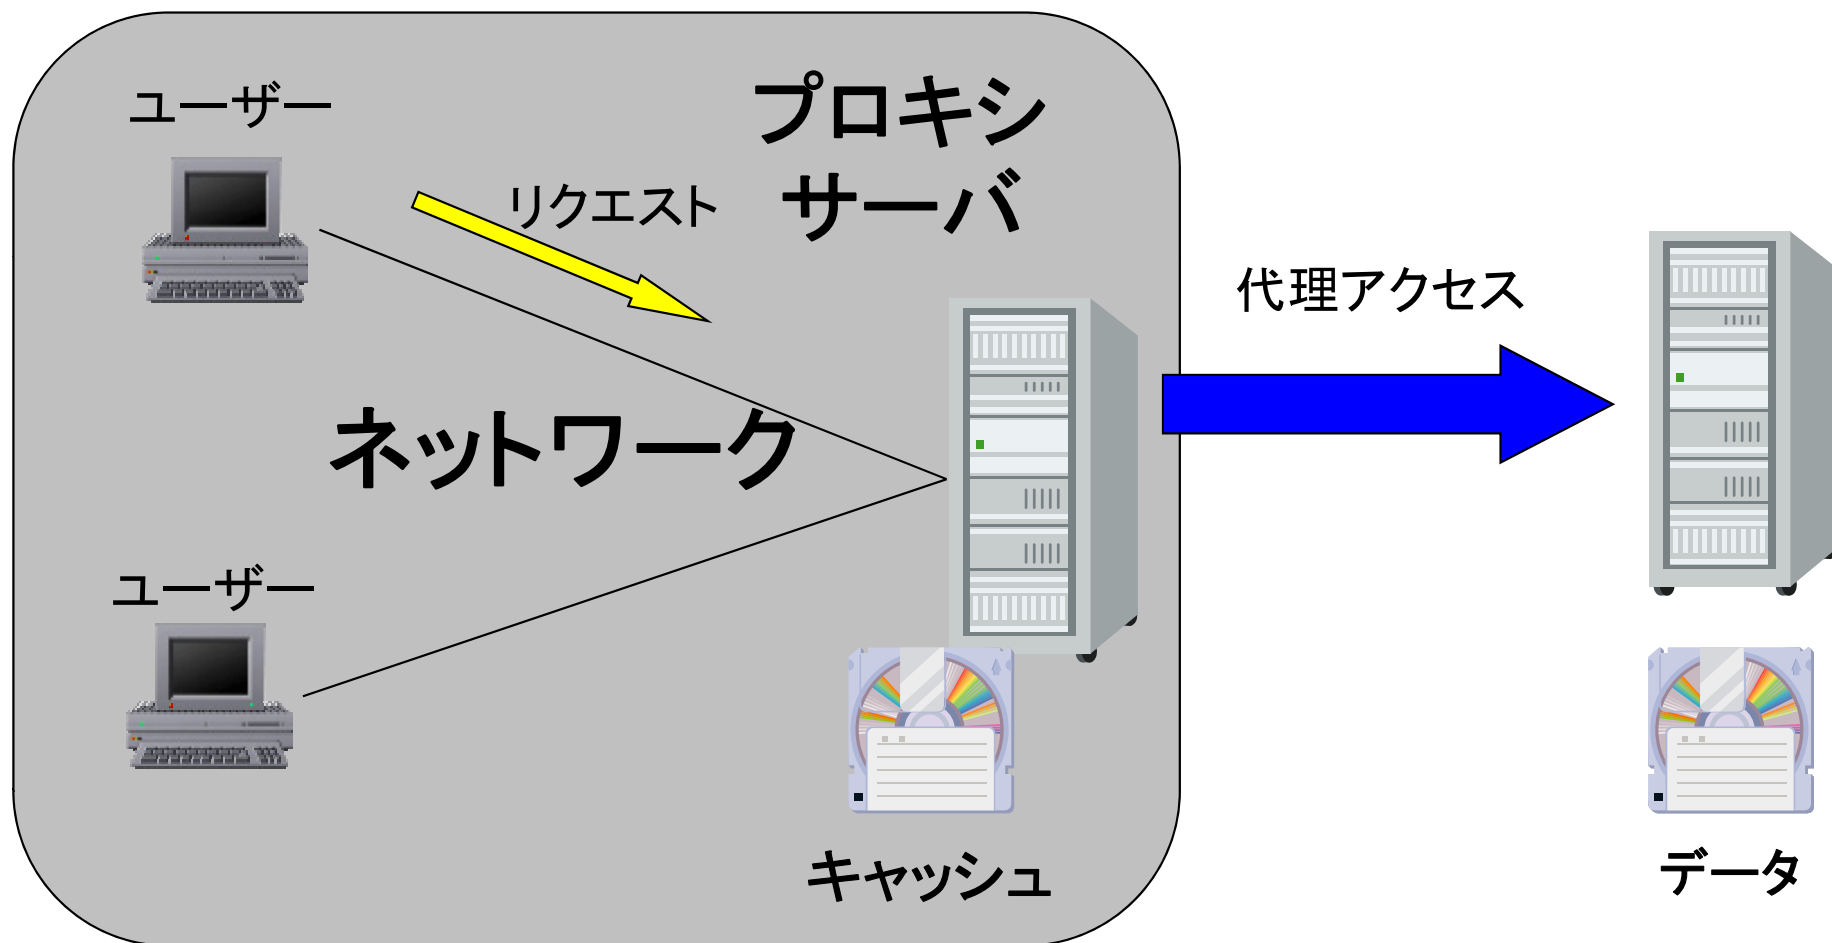 ユーザー
プロキシ
サーバ
リクエスト
代理アクセス
ネットワーク
ユーザー
キャッシュ
データ